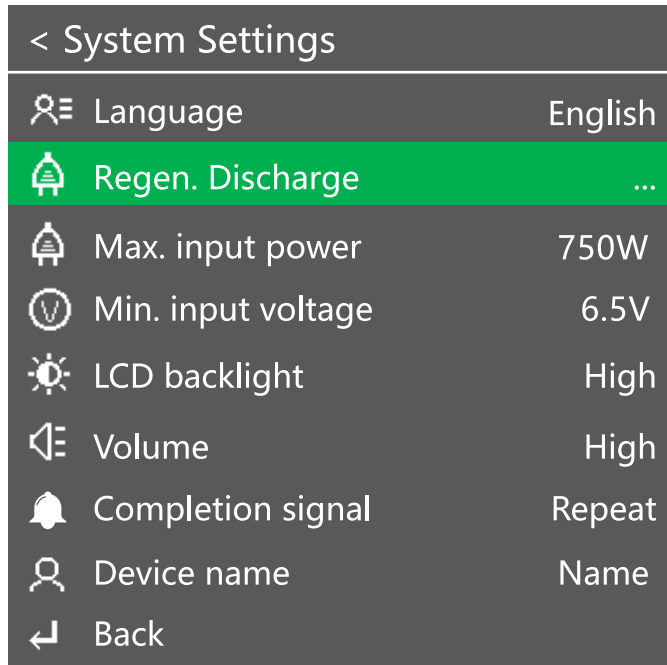 < System Settings
Language English
Regen. Discharge ...
Max. input power 750W
Min. input voltage 6.5V
LCD backlight High
Volume High
Completion signal Repeat
Device name Name
Back